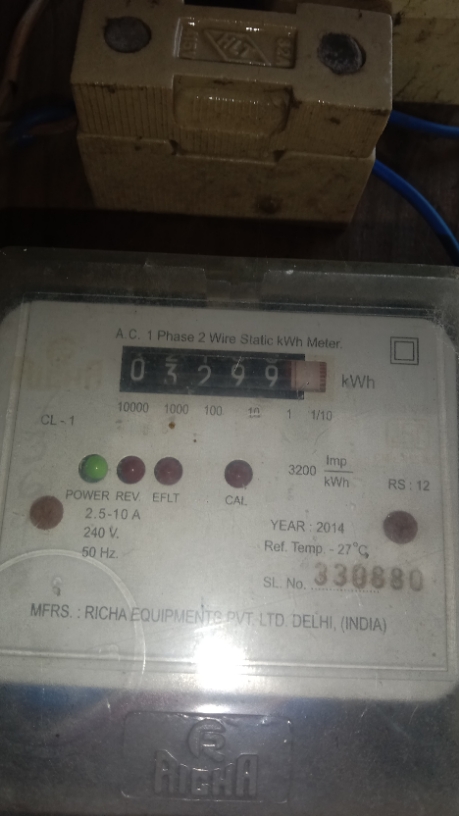 HLT
A.C. 1 Phase 2 Wire Static kWh Meter.
0 3 2 9 9 kWh
10000 1000 100 10 1 1/10
CL - 1
3200 Imp/kWh
RS : 12
POWER REV. EFLT CAL
2.5-10 A
240 V.
50 Hz.
YEAR : 2014
Ref. Temp. - 27°C
SL. No. 330880
MFRS. : RICHA EQUIPMENTS PVT. LTD. DELHI, (INDIA)
R
RICHA